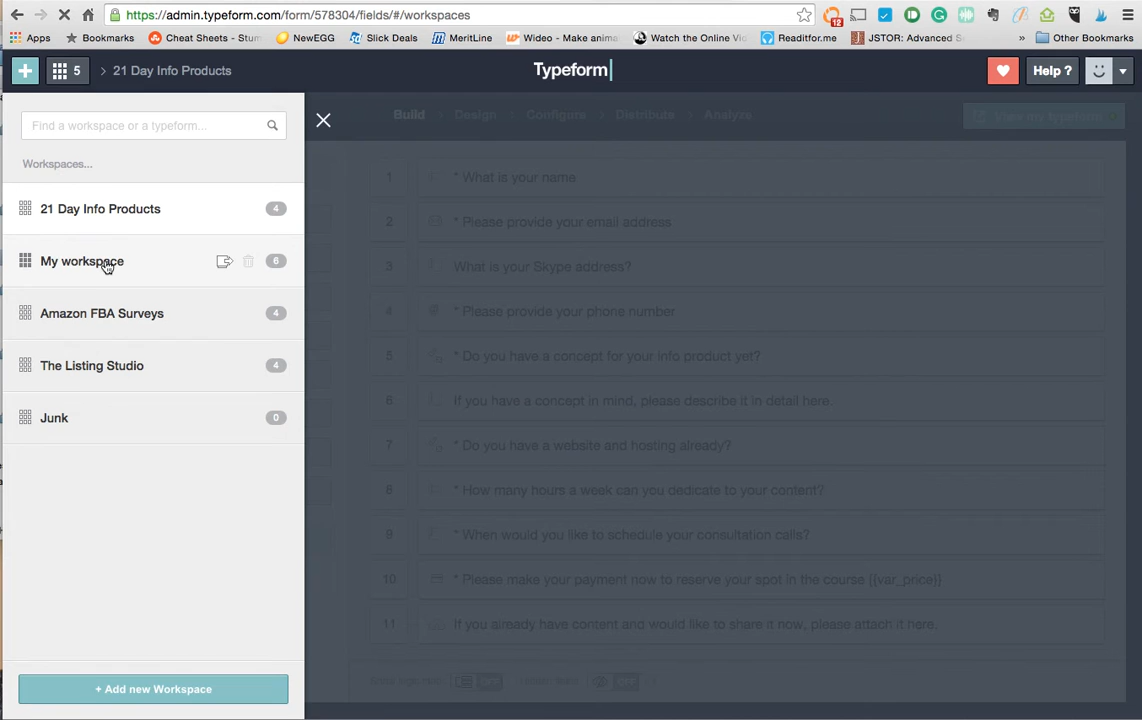 https://admin.typeform.com/form/578304/fields/#/workspaces
12
Apps Bookmarks Cheat Sheets - Stum NewEGG Slick Deals MeritLine Video - Make anima Watch the Online Vi Readitfor.me JSTOR: Advanced S » Other Bookmarks
+ 5 > 21 Day Info Products Typeform Help ?
Find a workspace or a typeform...
Build Design Configure Distribute Analyze View my typeform
Workspaces...
21 Day Info Products 4
My workspace 6
Amazon FBA Surveys 4
The Listing Studio 4
Junk 0
+ Add new Workspace
1 * What is your name
2 * Please provide your email address
3 What is your Skype address?
4 * Please provide your phone number
5 * Do you have a concept for your info product yet?
6 If you have a concept in mind, please describe it in detail here.
7 * Do you have a website and hosting already?
8 * How many hours a week can you dedicate to your content?
9 * When would you like to schedule your consultation calls?
10 * Please make your payment now to reserve your spot in the course {{var_price}}
11 If you already have content and would like to share it now, please attach it here.
OFF OFF